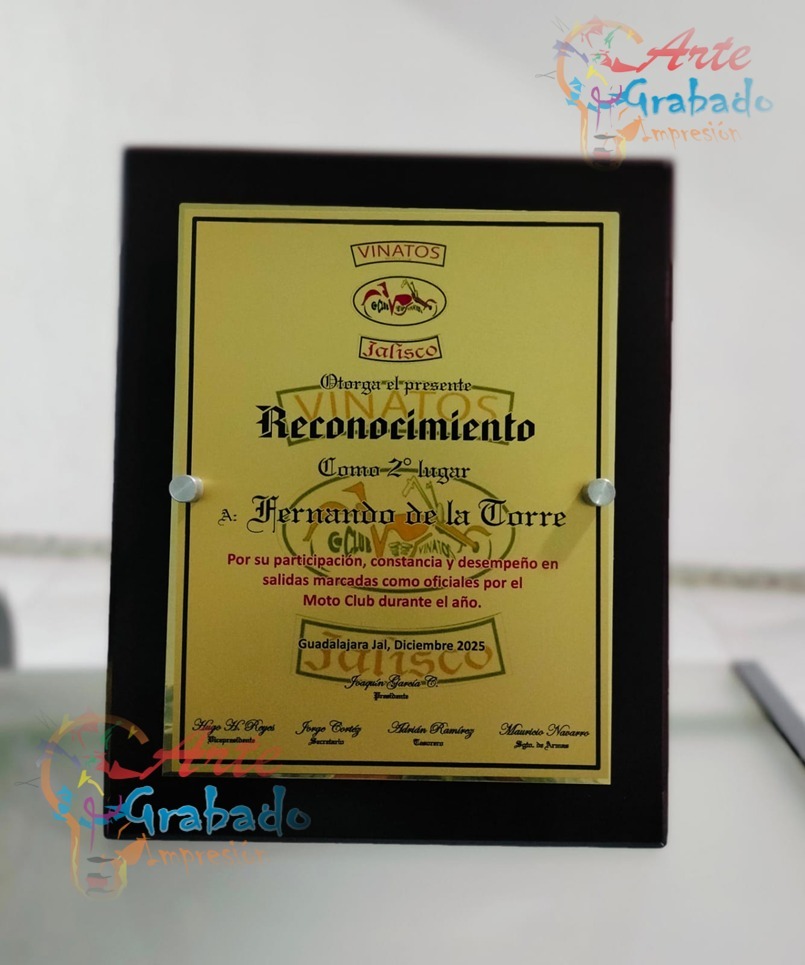 Arte
Grabado
Impresión
VINATOS
Jalisco
Otorga el presente
VINATOS
Reconocimiento
Como 2° lugar
A: Fernando de la Torre
Por su participación, constancia y desempeño en
salidas marcadas como oficiales por el
Moto Club durante el año.
Guadalajara Jal, Diciembre 2025
Jalisco
Joaquín García C.
Presidente
Hugo H. Reyes Jorge Cortéz Adrián Ramírez Mauricio Navarro
Vicepresidente Secretario Tesorero Sgto. de Armas
Arte
Grabado
Impresión